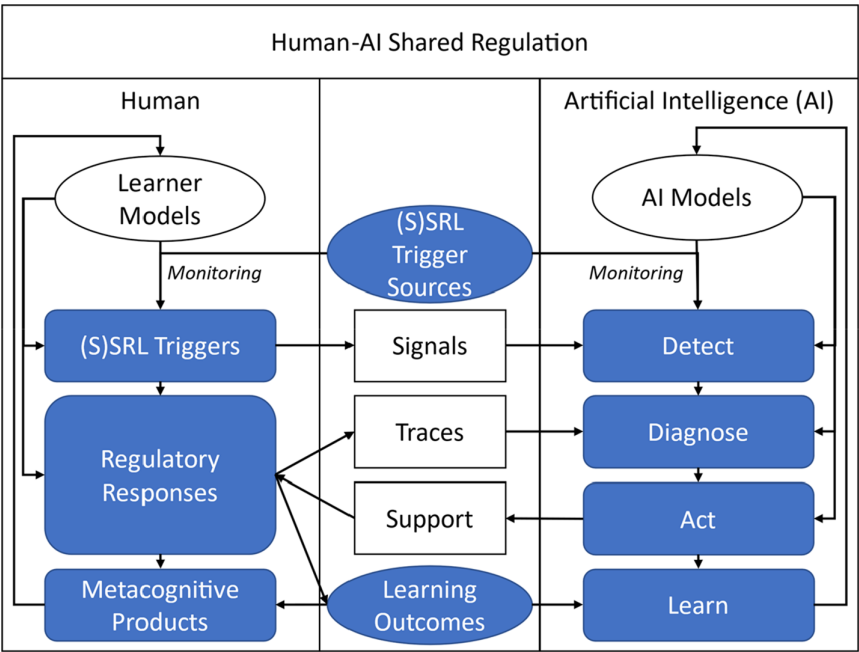 Human-AI Shared Regulation
Human
Artificial Intelligence (AI)
Learner
Models
(S)SRL
Trigger
Sources
AI Models
Monitoring
Monitoring
(S)SRL Triggers
Signals
Detect
Regulatory
Responses
Traces
Diagnose
Support
Act
Metacognitive
Products
Learning
Outcomes
Learn